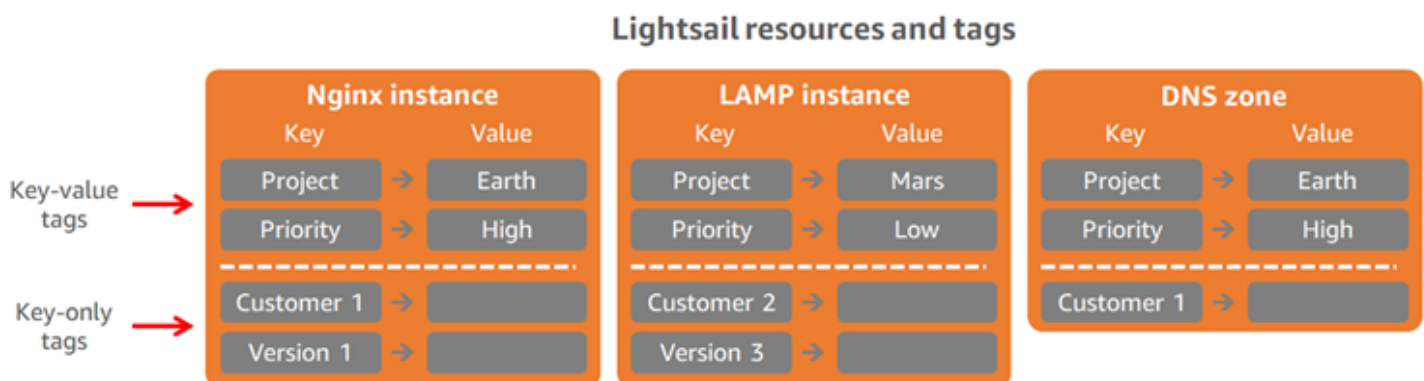 Lightsail resources and tags
Nginx instance
Key Value
Project → Earth
Priority → High
Customer 1 →
Version 1 →
LAMP instance
Key Value
Project → Mars
Priority → Low
Customer 2 →
Version 3 →
DNS zone
Key Value
Project → Earth
Priority → High
Customer 1 →
Key-value
tags
Key-only
tags